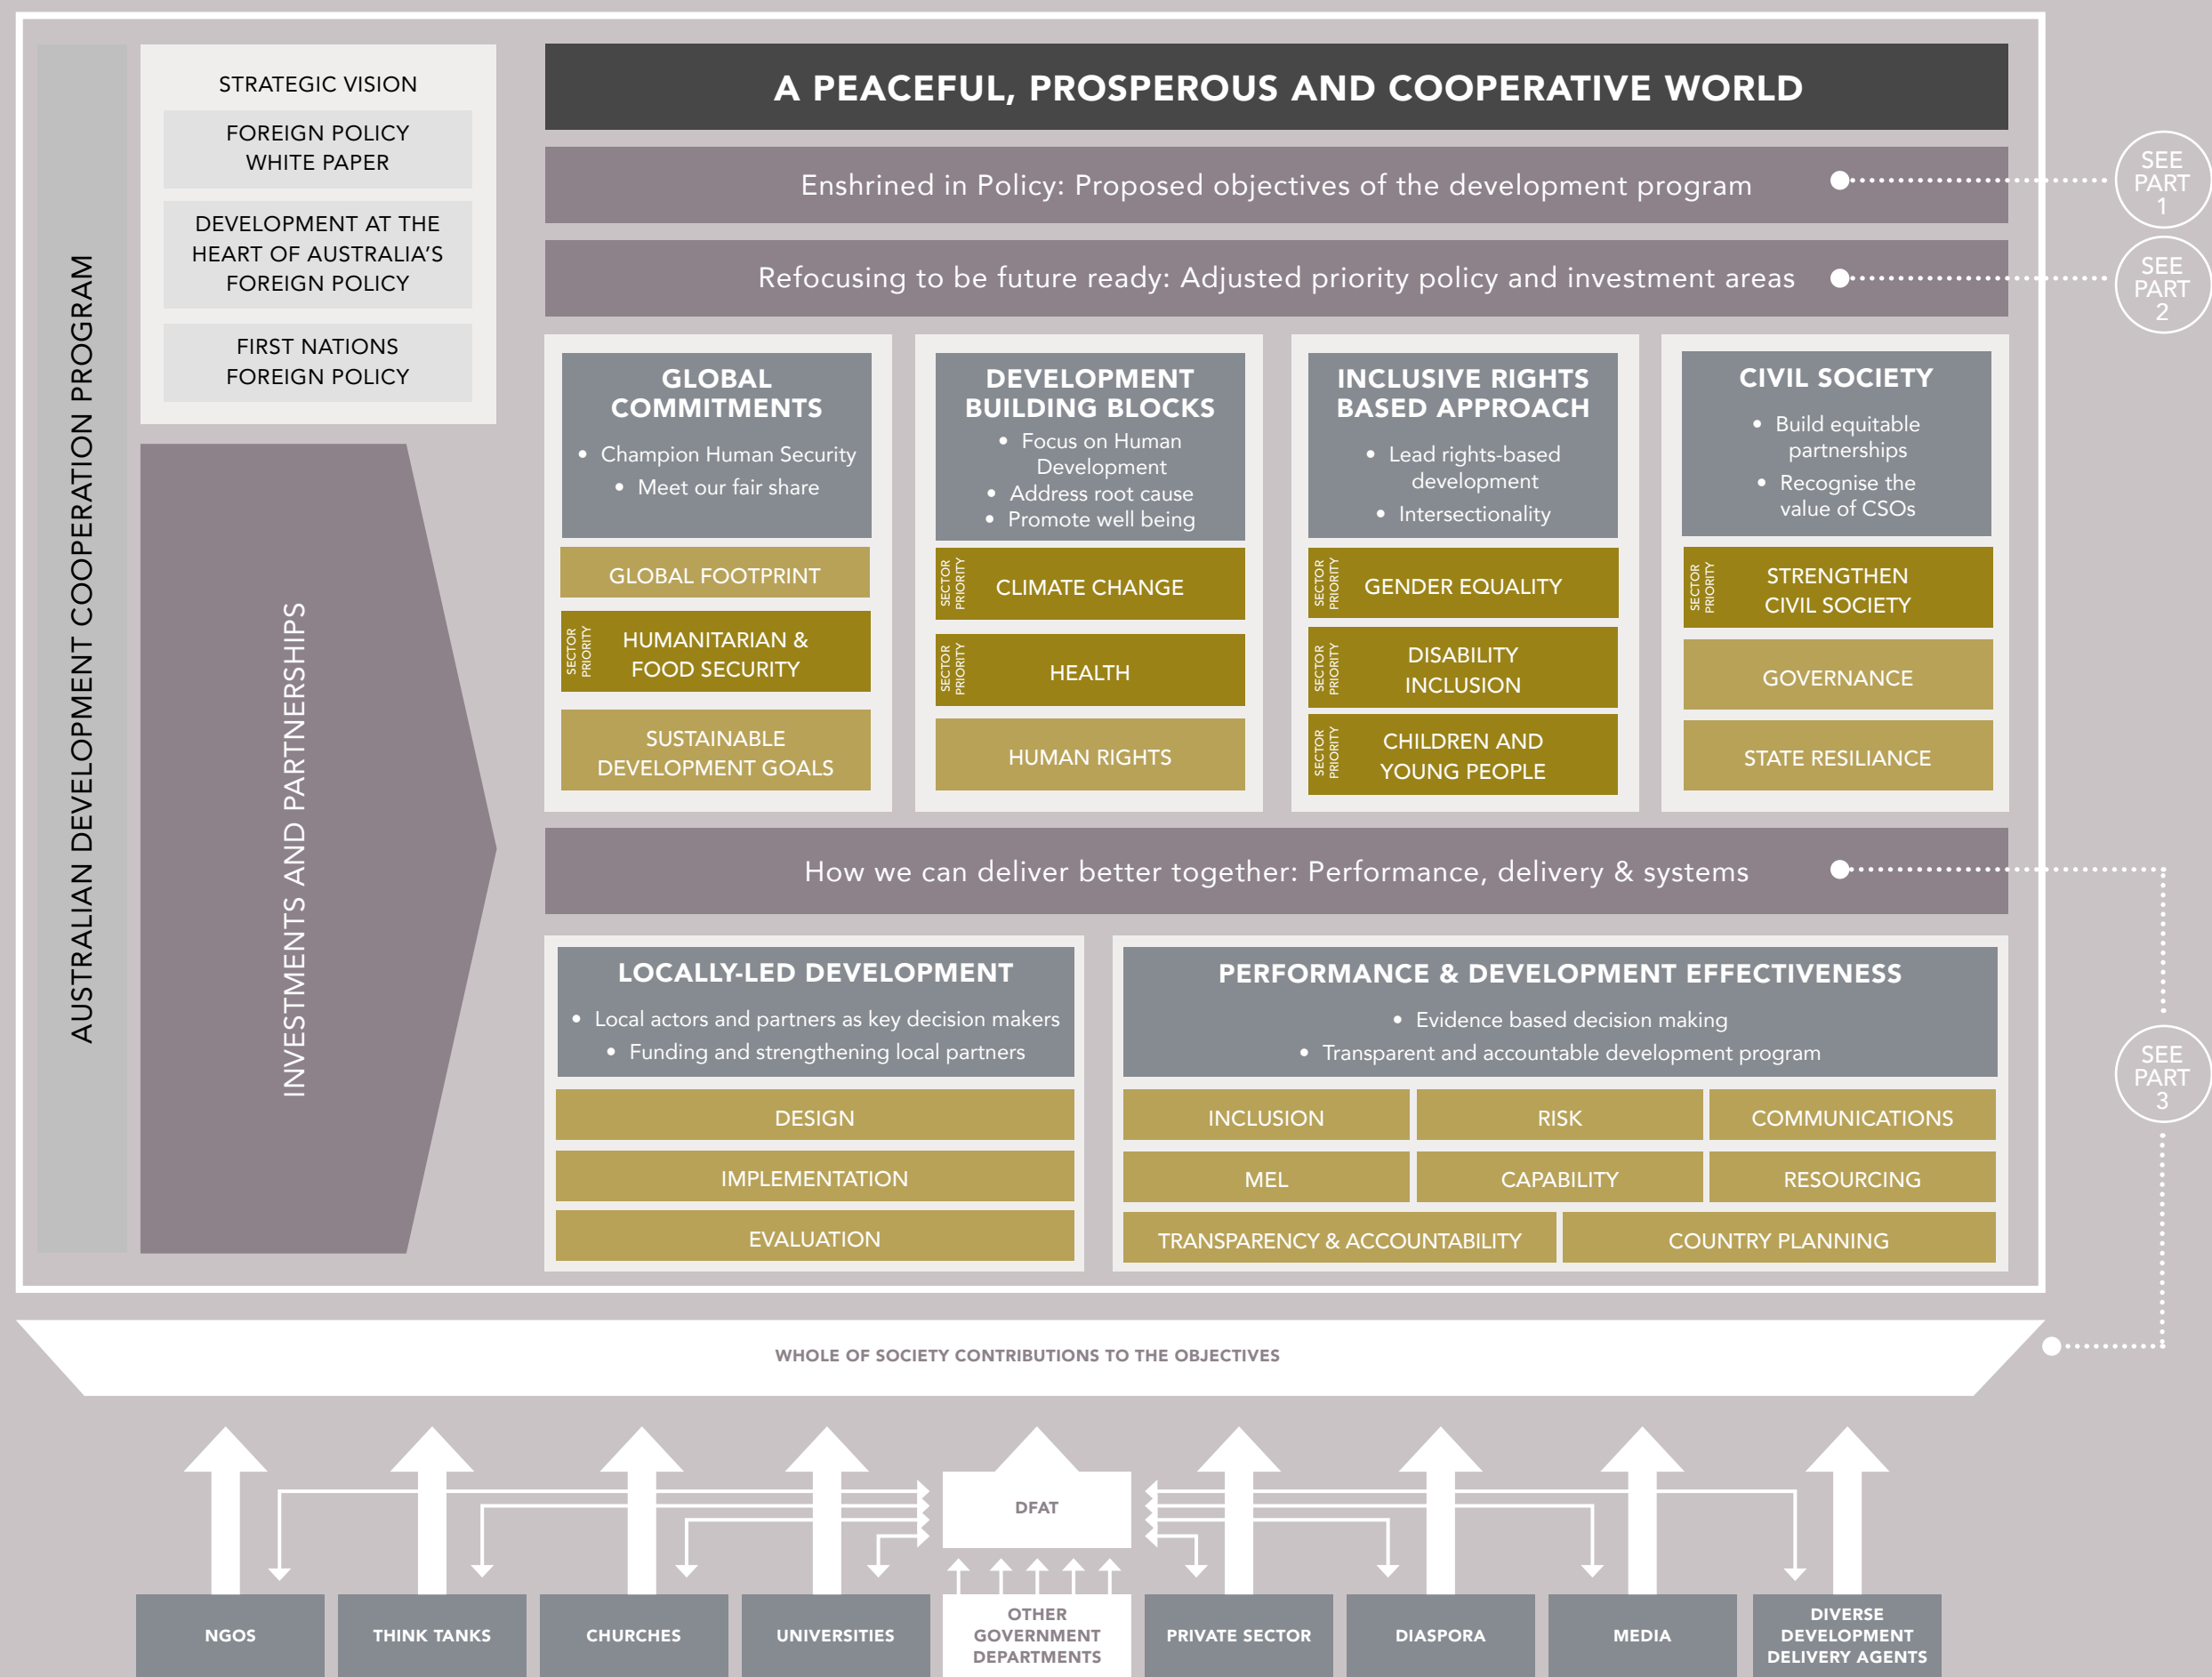 AUSTRALIAN DEVELOPMENT COOPERATION PROGRAM
STRATEGIC VISION
FOREIGN POLICY
WHITE PAPER
DEVELOPMENT AT THE
HEART OF AUSTRALIA'S
FOREIGN POLICY
FIRST NATIONS
FOREIGN POLICY
INVESTMENTS AND PARTNERSHIPS
A PEACEFUL, PROSPEROUS AND COOPERATIVE WORLD
Enshrined in Policy: Proposed objectives of the development program
SEE
PART
1
Refocusing to be future ready: Adjusted priority policy and investment areas
SEE
PART
2
GLOBAL
COMMITMENTS
• Champion Human Security
• Meet our fair share
GLOBAL FOOTPRINT
SECTOR
PRIORITY
HUMANITARIAN &
FOOD SECURITY
SUSTAINABLE
DEVELOPMENT GOALS
DEVELOPMENT
BUILDING BLOCKS
• Focus on Human
Development
• Address root cause
• Promote well being
SECTOR
PRIORITY
CLIMATE CHANGE
SECTOR
PRIORITY
HEALTH
HUMAN RIGHTS
INCLUSIVE RIGHTS
BASED APPROACH
• Lead rights-based
development
• Intersectionality
SECTOR
PRIORITY
GENDER EQUALITY
SECTOR
PRIORITY
DISABILITY
INCLUSION
SECTOR
PRIORITY
CHILDREN AND
YOUNG PEOPLE
CIVIL SOCIETY
• Build equitable
partnerships
• Recognise the
value of CSOs
SECTOR
PRIORITY
STRENGTHEN
CIVIL SOCIETY
GOVERNANCE
STATE RESILIANCE
How we can deliver better together: Performance, delivery & systems
LOCALLY-LED DEVELOPMENT
• Local actors and partners as key decision makers
• Funding and strengthening local partners
DESIGN
IMPLEMENTATION
EVALUATION
PERFORMANCE & DEVELOPMENT EFFECTIVENESS
• Evidence based decision making
• Transparent and accountable development program
INCLUSION
RISK
COMMUNICATIONS
MEL
CAPABILITY
RESOURCING
TRANSPARENCY & ACCOUNTABILITY
COUNTRY PLANNING
SEE
PART
3
WHOLE OF SOCIETY CONTRIBUTIONS TO THE OBJECTIVES
DFAT
NGOS
THINK TANKS
CHURCHES
UNIVERSITIES
OTHER
GOVERNMENT
DEPARTMENTS
PRIVATE SECTOR
DIASPORA
MEDIA
DIVERSE
DEVELOPMENT
DELIVERY AGENTS